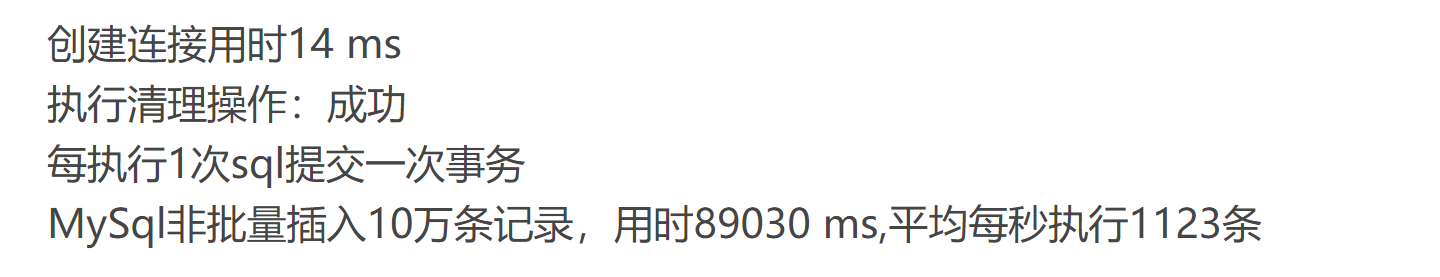 创建连接用时14 ms
执行清理操作：成功
每执行1次sql提交一次事务
MySql非批量插入10万条记录，用时89030 ms,平均每秒执行1123条